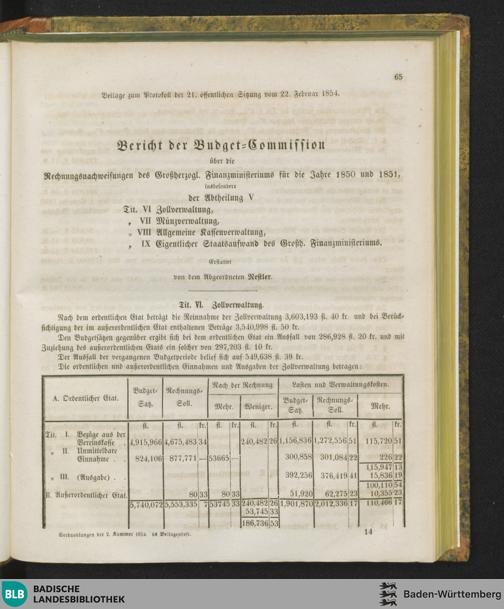 65
Beilage zum Protokoll der 21. öffentlichen Sitzung vom 22. Februar 1854.
Bericht der Budget-Commission
über die
Rechnungsnachweisungen des Großherzogl. Finanzministeriums für die Jahre 1850 und 1851,
insbesondere
der Abtheilung V
Tit. VI Zollverwaltung,
„ VII Münzverwaltung,
„ VIII Allgemeine Kassenverwaltung,
„ IX Eigentlicher Staatsaufwand des Großh. Finanzministeriums.
Erstattet
von dem Abgeordneten Nestler.
Tit. VI. Zollverwaltung.
Nach dem ordentlichen Etat beträgt die Reinnahme der Zollverwaltung 3,603,193 fl. 40 kr. und bei Berück-
sichtigung der im außerordentlichen Etat enthaltenen Beträge 3,540,998 fl. 50 kr.
Den Budgetsätzen gegenüber ergibt sich bei dem ordentlichen Etat ein Ausfall von 286,928 fl. 20 kr. und mit
Zuziehung des außerordentlichen Etats ein solcher von 297,203 fl. 10 kr.
Der Ausfall der vergangenen Budgetperiode belief sich auf 549,638 fl. 39 kr.
Die ordentlichen und außerordentlichen Einnahmen und Ausgaben der Zollverwaltung betragen:
A. Ordentlicher Etat. Budget-Satz. Rechnungs-Soll. Nach der Rechnung Lasten und Verwaltungskosten.
Mehr. Weniger. Budget-Satz. Rechnungs-Soll. Mehr.
fl. fl. kr. fl. kr. fl. kr. fl. fl. kr. fl. kr.
Tit. I. Bezüge aus der
Vereinskasse . 4,915,966 4,675,483 34 240,482 26 1,156,836 1,272,556 51 115,720 51
„ II. Unmittelbare
Einnahme . . 824,106 877,771 — 53665 — 300,858 301,084 22 226 22
115,947 13
„ III. (Ausgabe) . . 392,256 376,419 41 15,836 19
100,110 54
B. Außerordentlicher Etat. 80 33 80 33 51,920 62,275 23 10,355 23
5,740,072 5,553,335 7 53745 33 240,482 26 1,901,870 2,012,336 17 110,466 17
53,745 33
186,736 53
Verhandlungen der 2. Kammer 1854. 6s Beilagenheft. 14
BLB BADISCHE
LANDESBIBLIOTHEK
Baden-Württemberg